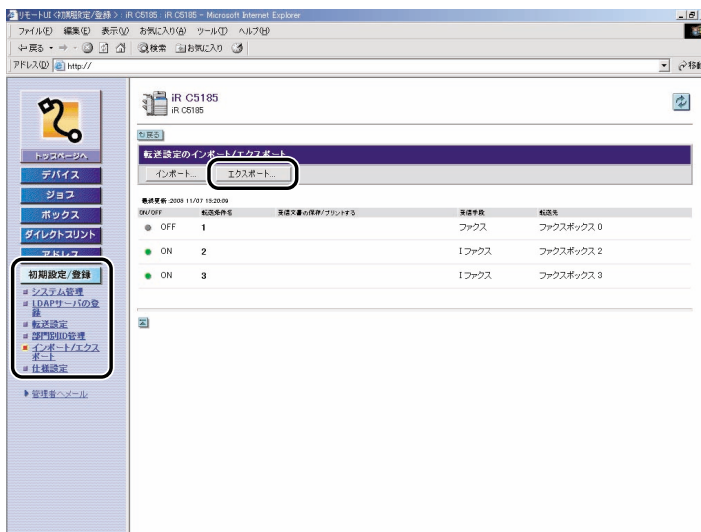 リモートUI <初期設定/登録> : iR C5185 : iR C5185 - Microsoft Internet Explorer
ファイル(F) 編集(E) 表示(V) お気に入り(A) ツール(T) ヘルプ(H)
戻る 検索 お気に入り
アドレス(D) http:// 移動
iR C5185
iR C5185
戻る
転送設定のインポート/エクスポート
インポート... エクスポート...
最終更新 :2008 11/07 13:20:09
ON/OFF 転送条件名 受信文書の保存/プリントする 受信手段 転送先
OFF 1 ファクス ファクスボックス 0
ON 2 Iファクス ファクスボックス 2
ON 3 Iファクス ファクスボックス 3
トップページへ
デバイス
ジョブ
ボックス
ダイレクトプリント
アドレス
初期設定/登録
システム管理
LDAPサーバの登
録
転送設定
部門別ID管理
インポート/エクス
ポート
仕様設定
管理者へメール